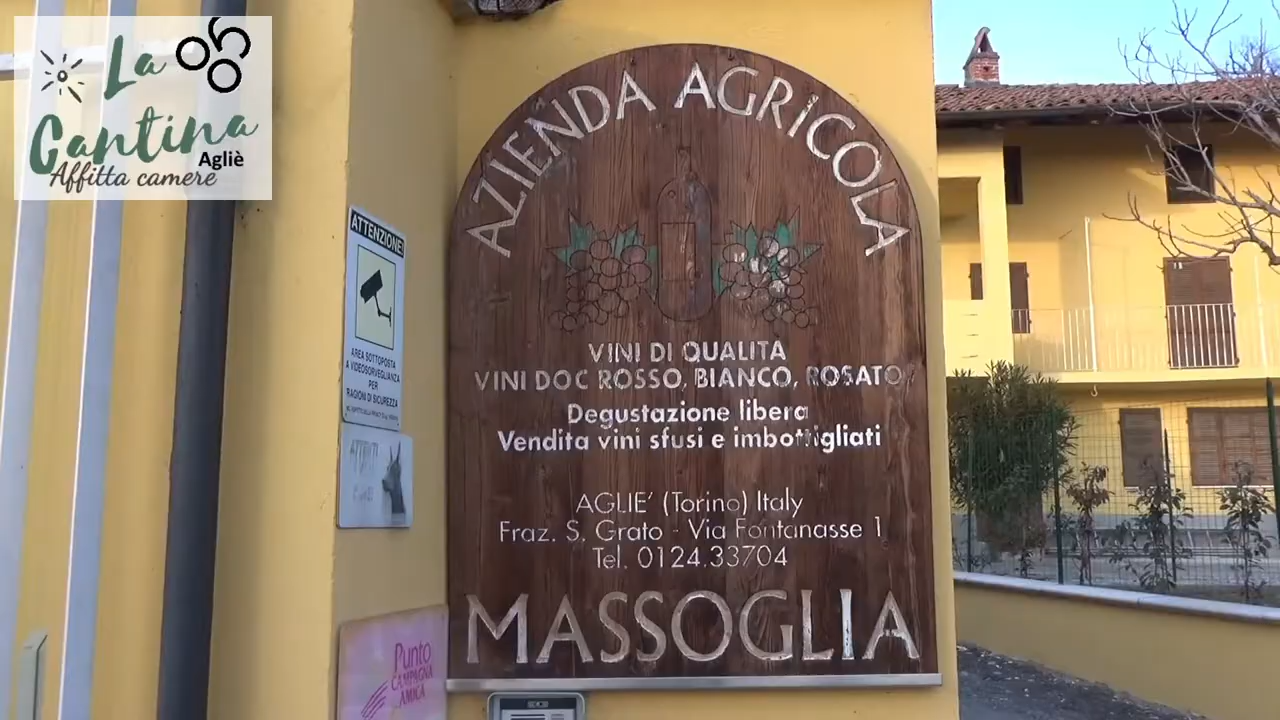 La
Cantina
Agliè
Affitta camere
ATTENZIONE!
AREA SOTTOPOSTA
A VIDEOSORVEGLIANZA
PER
RAGIONI DI SICUREZZA
AZIENDA AGRICOLA
VINI DI QUALITA
VINI DOC ROSSO, BIANCO, ROSATO
Degustazione libera
Vendita vini sfusi e imbottigliati
AGLIE' (Torino) Italy
Fraz. S. Grato - Via Fontanasse 1
Tel. 0124.33704
MASSOGLIA
Punto
CAMPAGNA
AMICA